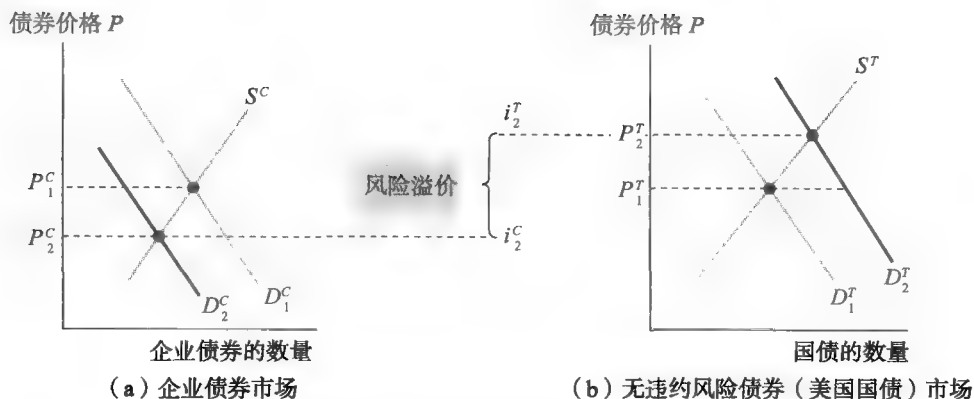 债券价格 P
S^C
P_1^C
P_2^C
D_2^C
D_1^C
企业债券的数量
（a）企业债券市场
风险溢价
i_2^T
i_2^C
债券价格 P
S^T
P_2^T
P_1^T
D_1^T
D_2^T
国债的数量
（b）无违约风险债券（美国国债）市场